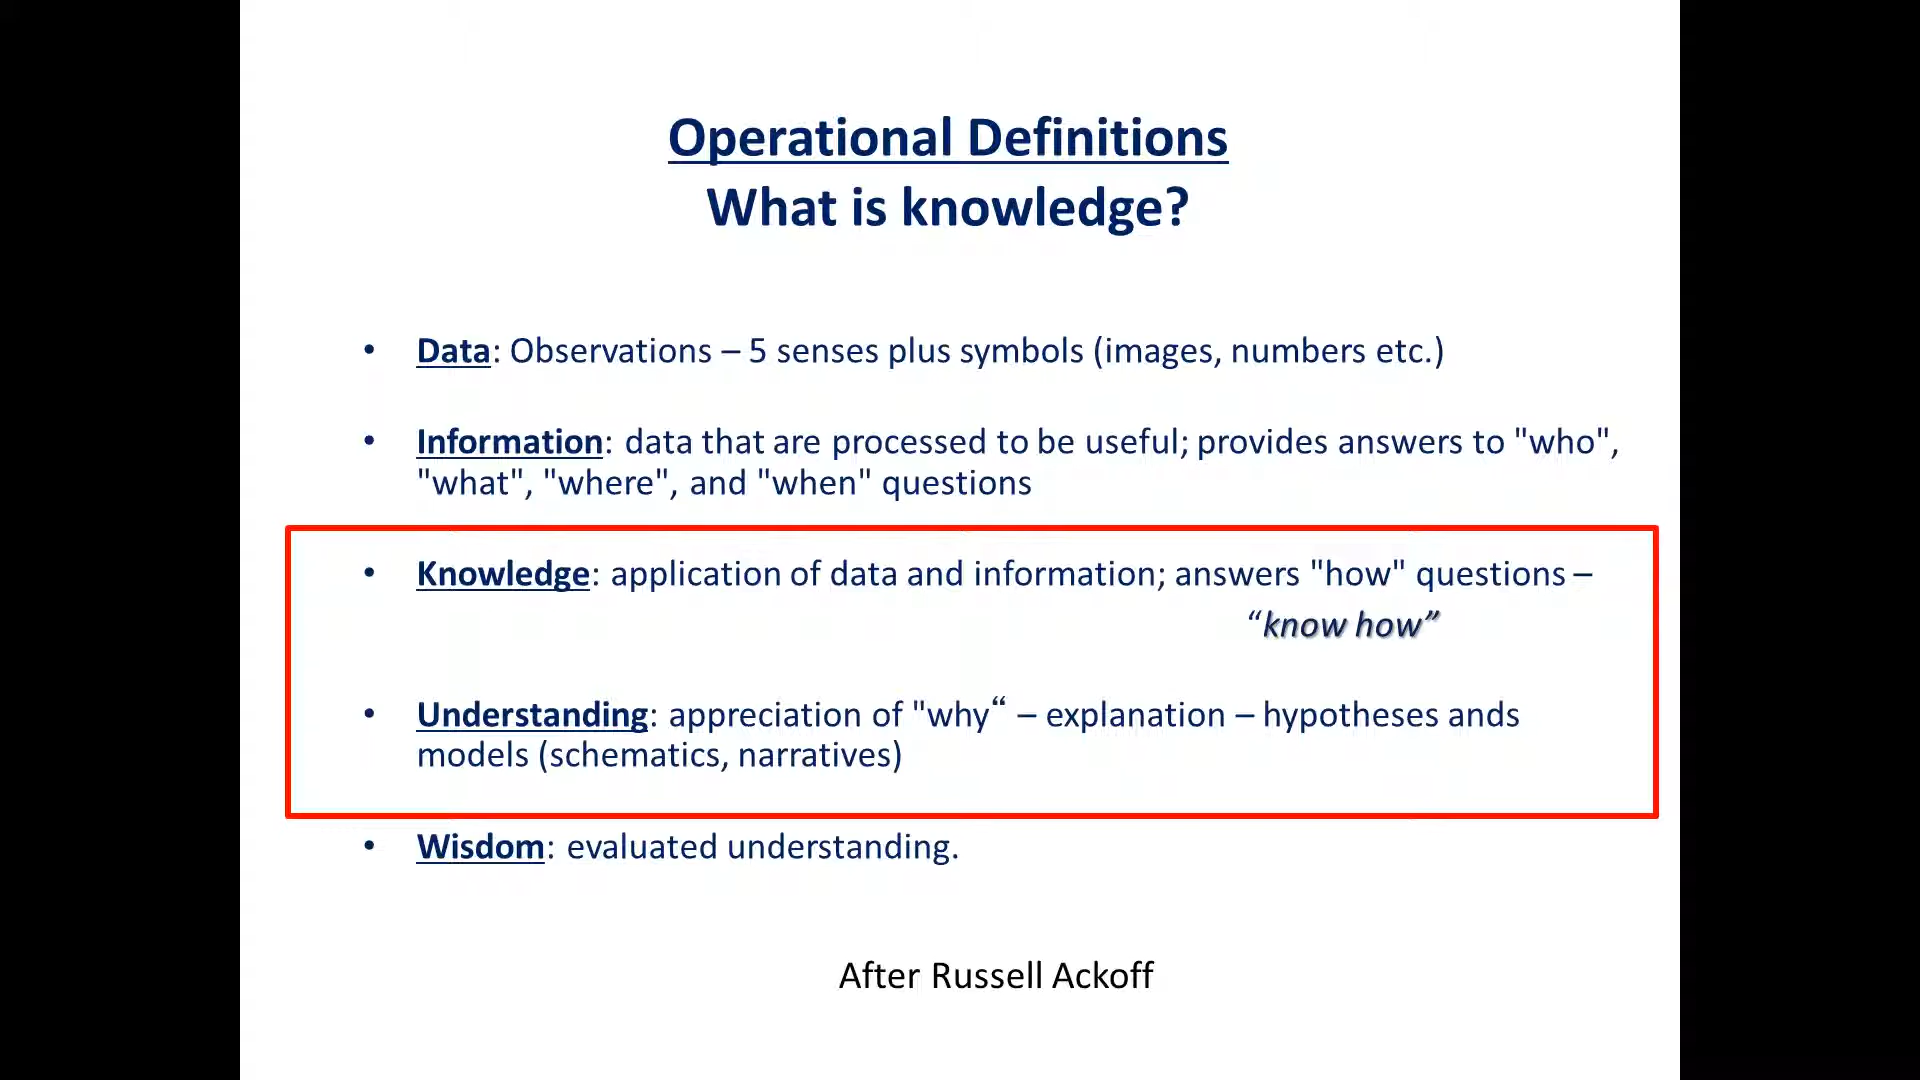 Operational Definitions
What is knowledge?
• Data: Observations – 5 senses plus symbols (images, numbers etc.)
• Information: data that are processed to be useful; provides answers to "who",
"what", "where", and "when" questions
• Knowledge: application of data and information; answers "how" questions –
“know how”
• Understanding: appreciation of "why“ – explanation – hypotheses ands
models (schematics, narratives)
• Wisdom: evaluated understanding.
After Russell Ackoff